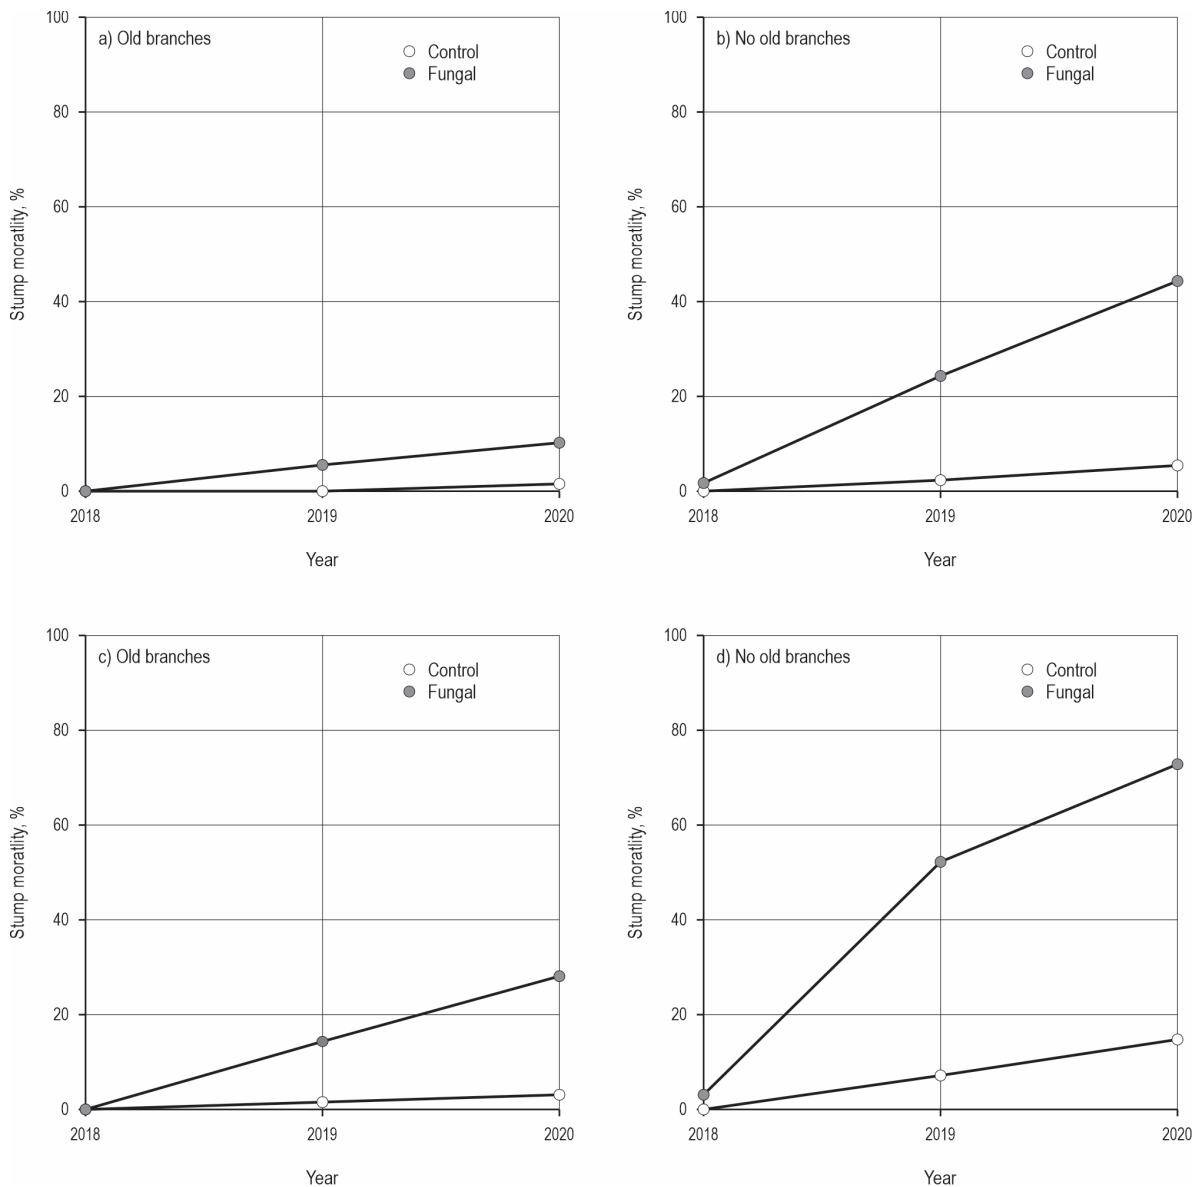 100
a) Old branches
Control
Fungal
80
60
40
20
0
Stump moratlity, %
2018
2019
2020
Year
100
b) No old branches
Control
Fungal
80
60
40
20
0
Stump moratlity, %
2018
2019
2020
Year
100
c) Old branches
Control
Fungal
80
60
40
20
0
Stump moratlity, %
2018
2019
2020
Year
100
d) No old branches
Control
Fungal
80
60
40
20
0
Stump moratlity, %
2018
2019
2020
Year